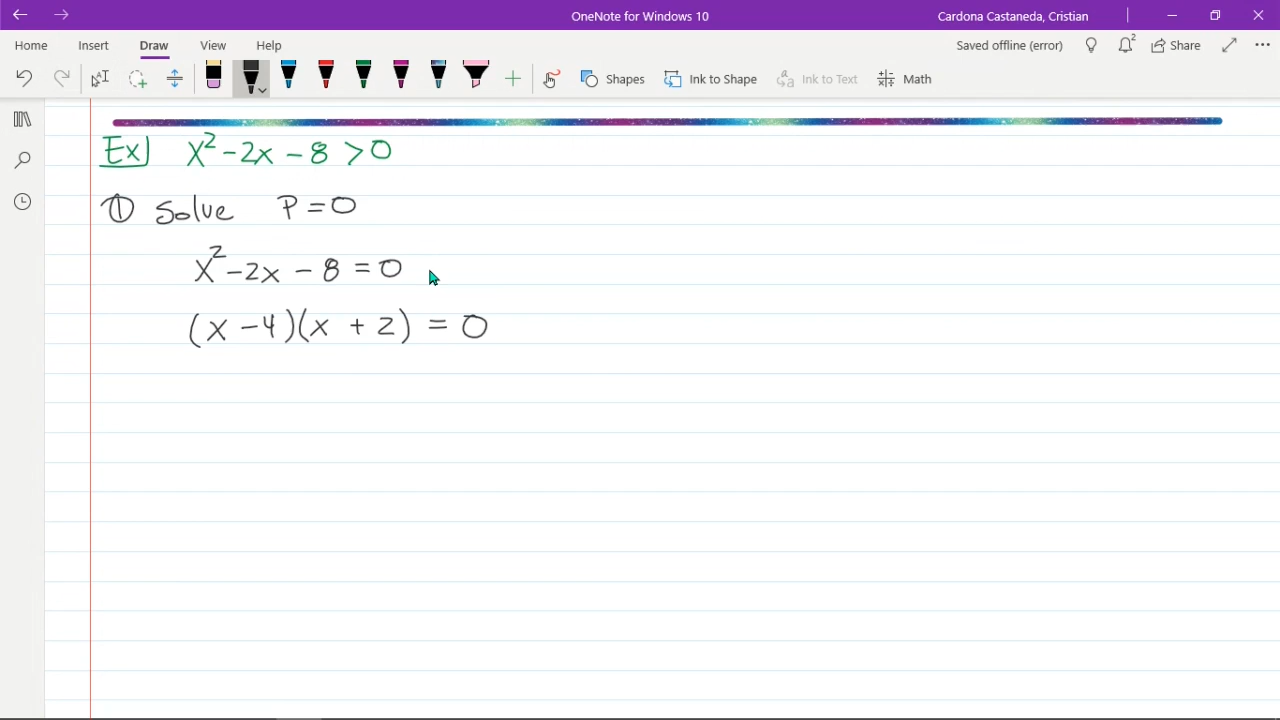 OneNote for Windows 10
Cardona Castaneda, Cristian
Home Insert Draw View Help
Saved offline (error)
Share
Shapes
Ink to Shape
Ink to Text
Math
Ex) x² - 2x - 8 > 0
① Solve P = 0
x² - 2x - 8 = 0
(x - 4)(x + 2) = 0